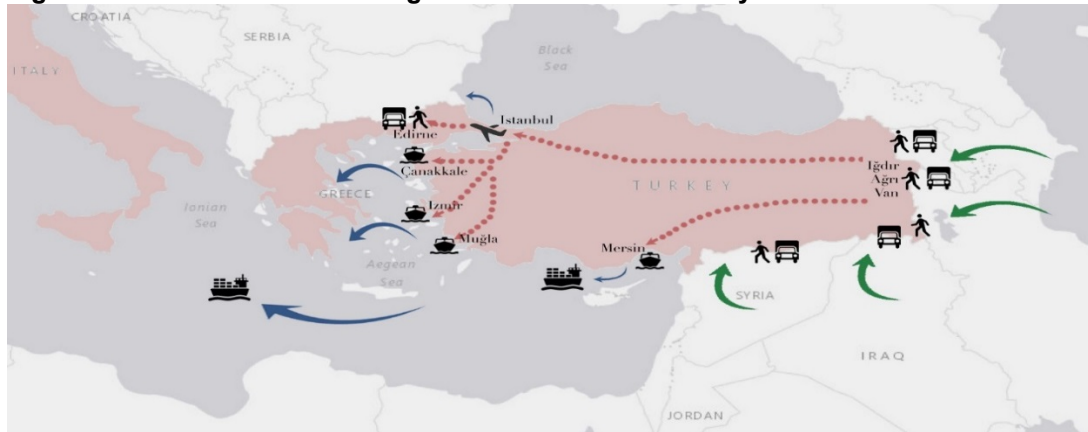 CROATIA
SERBIA
ITALY
Black
Sea
Istanbul
Edirne
Çanakkale
GREECE
Iğdır
Ağrı
Van
TURKEY
Ionian
Sea
Izmir
Muğla
Mersin
Aegean
Sea
SYRIA
IRAQ
JORDAN